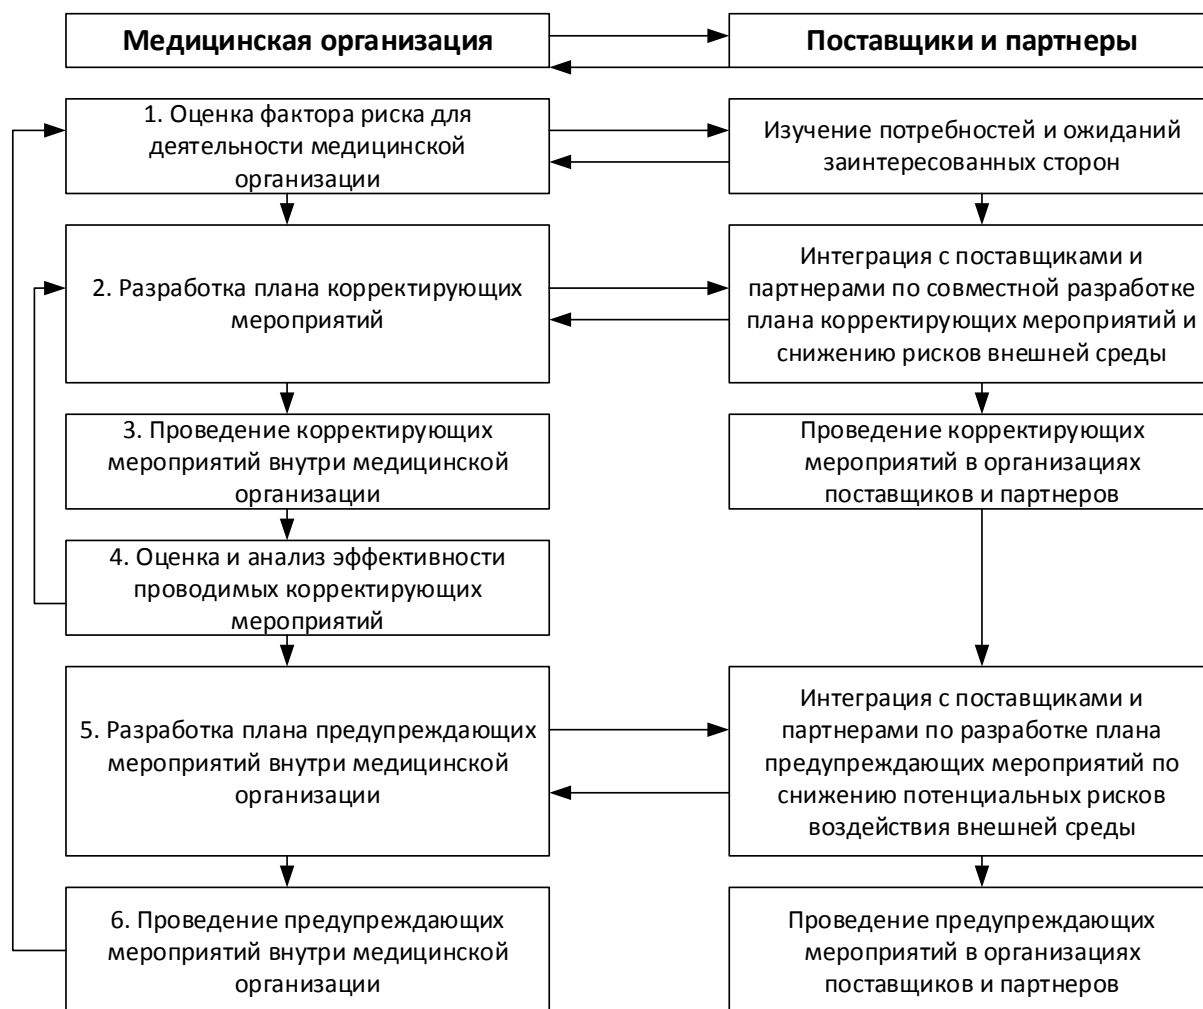 Медицинская организация
Поставщики и партнеры
1. Оценка фактора риска для
деятельности медицинской
организации
Изучение потребностей и ожиданий
заинтересованных сторон
2. Разработка плана корректирующих
мероприятий
Интеграция с поставщиками и
партнерами по совместной разработке
плана корректирующих мероприятий и
снижению рисков внешней среды
3. Проведение корректирующих
мероприятий внутри медицинской
организации
Проведение корректирующих
мероприятий в организациях
поставщиков и партнеров
4. Оценка и анализ эффективности
проводимых корректирующих
мероприятий
5. Разработка плана предупреждающих
мероприятий внутри медицинской
организации
Интеграция с поставщиками и
партнерами по разработке плана
предупреждающих мероприятий по
снижению потенциальных рисков
воздействия внешней среды
6. Проведение предупреждающих
мероприятий внутри медицинской
организации
Проведение предупреждающих
мероприятий в организациях
поставщиков и партнеров